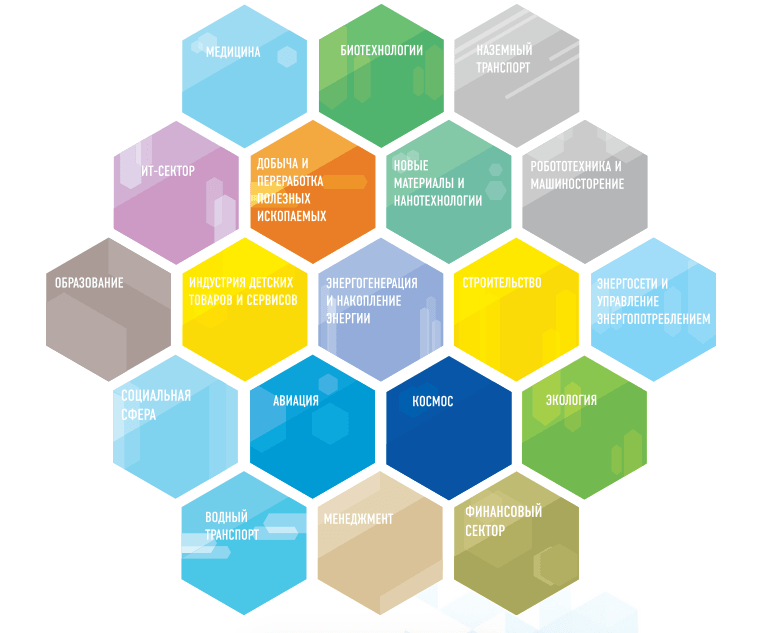 МЕДИЦИНА
БИОТЕХНОЛОГИИ
НАЗЕМНЫЙ
ТРАНСПОРТ
ИТ-СЕКТОР
ДОБЫЧА И
ПЕРЕРАБОТКА
ПОЛЕЗНЫХ
ИСКОПАЕМЫХ
НОВЫЕ
МАТЕРИАЛЫ И
НАНОТЕХНОЛОГИИ
РОБОТОТЕХНИКА И
МАШИНОСТОРЕНИЕ
ОБРАЗОВАНИЕ
ИНДУСТРИЯ ДЕТСКИХ
ТОВАРОВ И СЕРВИСОВ
ЭНЕРГОГЕНЕРАЦИЯ
И НАКОПЛЕНИЕ
ЭНЕРГИИ
СТРОИТЕЛЬСТВО
ЭНЕРГОСЕТИ И
УПРАВЛЕНИЕ
ЭНЕРГОПОТРЕБЛЕНИЕМ
СОЦИАЛЬНАЯ
СФЕРА
АВИАЦИЯ
КОСМОС
ЭКОЛОГИЯ
ВОДНЫЙ
ТРАНСПОРТ
МЕНЕДЖМЕНТ
ФИНАНСОВЫЙ
СЕКТОР